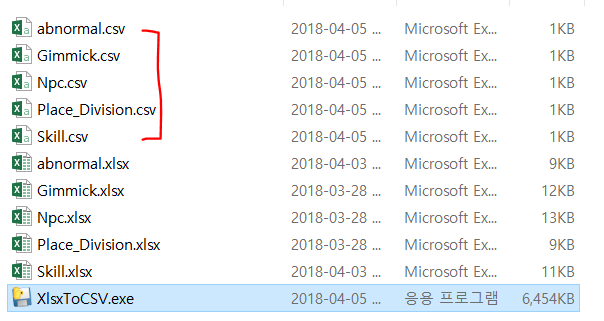 abnormal.csv 2018-04-05 ... Microsoft Ex... 1KB
Gimmick.csv 2018-04-05 ... Microsoft Ex... 1KB
Npc.csv 2018-04-05 ... Microsoft Ex... 1KB
Place_Division.csv 2018-04-05 ... Microsoft Ex... 1KB
Skill.csv 2018-04-05 ... Microsoft Ex... 1KB
abnormal.xlsx 2018-04-03 ... Microsoft Ex... 9KB
Gimmick.xlsx 2018-03-28 ... Microsoft Ex... 12KB
Npc.xlsx 2018-03-28 ... Microsoft Ex... 13KB
Place_Division.xlsx 2018-03-28 ... Microsoft Ex... 9KB
Skill.xlsx 2018-04-03 ... Microsoft Ex... 11KB
XlsxToCSV.exe 2018-04-05 ... 응용 프로그램 6,454KB